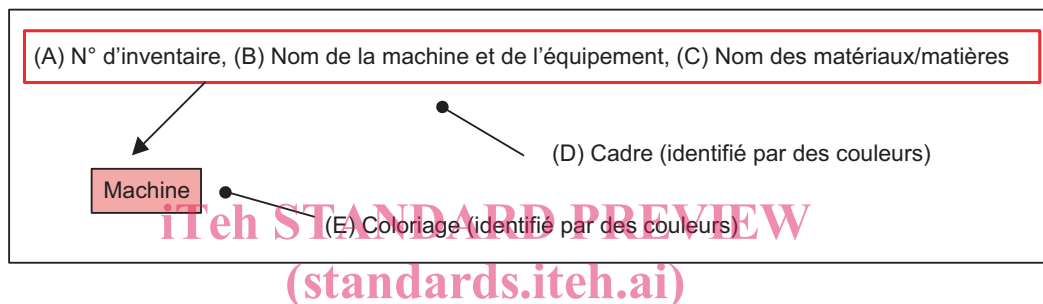 (A) N° d’inventaire, (B) Nom de la machine et de l’équipement, (C) Nom des matériaux/matières
(D) Cadre (identifié par des couleurs)
Machine
(E) Coloriage (identifié par des couleurs)
iTeh STANDARD PREVIEW
(standards.iteh.ai)